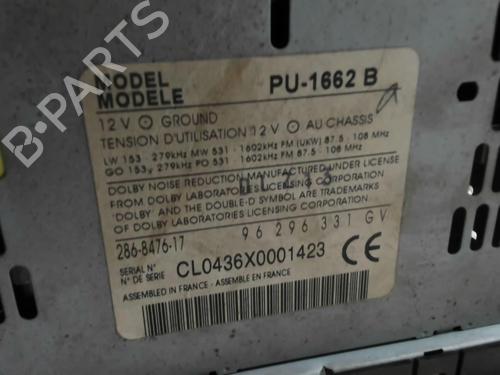 MODEL
MODELE
PU-1662 B
12 V GROUND
TENSION D'UTILISATION 12 V AU CHASSIS
LW 153 - 279kHz MW 531 - 1602kHz FM (UKW) 87.5 - 108 MHz
GO 153 - 279kHz PO 531 - 1602kHz FM 87.5 - 108 MHz
DOLBY NOISE REDUCTION MANUFACTURED UNDER LICENSE
FROM DOLBY LABORATORIES LICENSING CORPORATION.
'DOLBY' AND THE DOUBLE-D SYMBOL ARE TRADEMARKS
OF DOLBY LABORATORIES LICENSING CORPORATION.
286-8476-17
96 296 331 GV
SERIAL N°
N° DE SERIE
CL0436X0001423
CE
ASSEMBLED IN FRANCE - ASSEMBLE EN FRANCE
B-PARTS